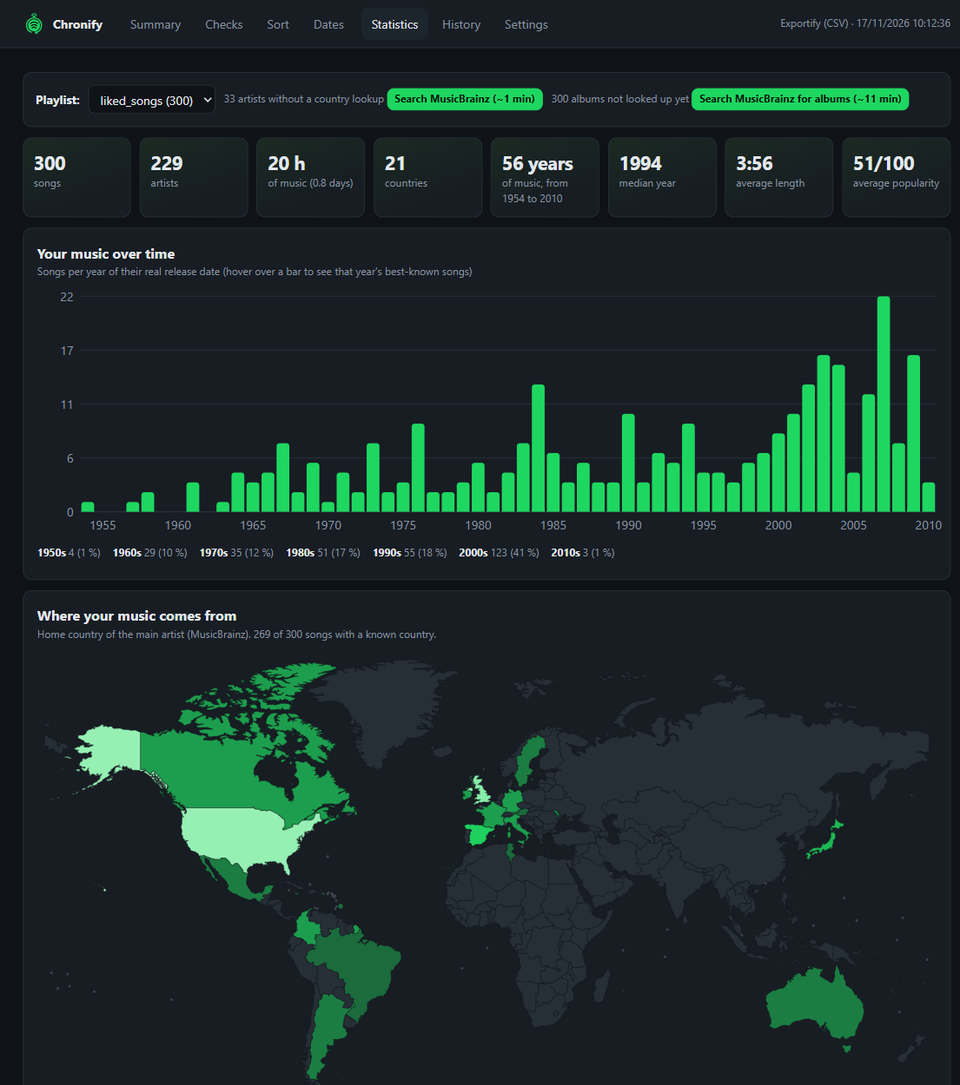 Chronify Summary Checks Sort Dates Statistics History Settings Exportify (CSV) · 17/11/2026 10:12:36
Playlist: liked_songs (300) 33 artists without a country lookup Search MusicBrainz (~1 min) 300 albums not looked up yet Search MusicBrainz for albums (~11 min)
300
songs
229
artists
20 h
of music (0.8 days)
21
countries
56 years
of music, from
1954 to 2010
1994
median year
3:56
average length
51/100
average popularity
Your music over time
Songs per year of their real release date (hover over a bar to see that year's best-known songs)
22
17
11
6
0
1955 1960 1965 1970 1975 1980 1985 1990 1995 2000 2005 2010
1950s 4 (1 %) 1960s 29 (10 %) 1970s 35 (12 %) 1980s 51 (17 %) 1990s 55 (18 %) 2000s 123 (41 %) 2010s 3 (1 %)
Where your music comes from
Home country of the main artist (MusicBrainz). 269 of 300 songs with a known country.